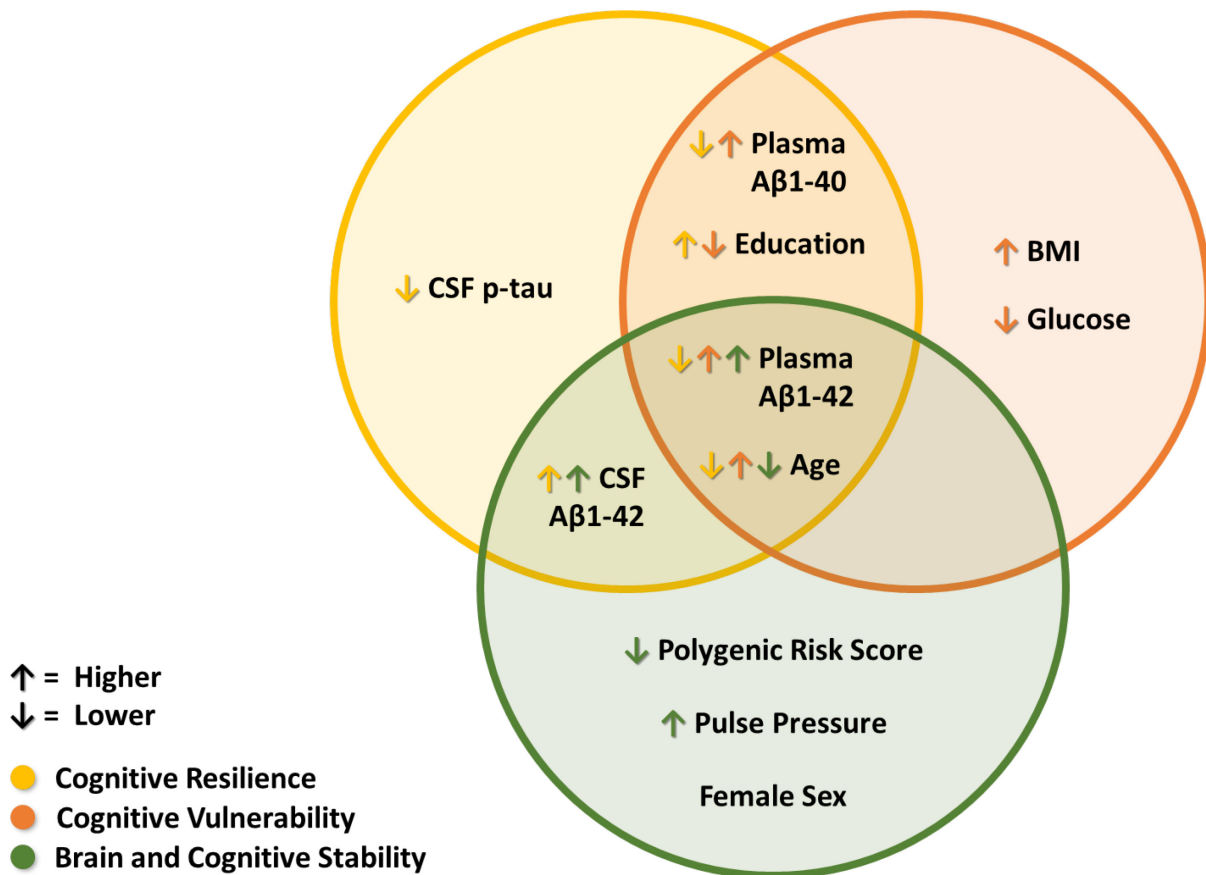 ↓↑ Plasma
Aβ1-40
↑↓ Education
↑ BMI
↓ CSF p-tau
↓ Glucose
↓↑↑ Plasma
Aβ1-42
↓↑↓ Age
↑↑ CSF
Aβ1-42
↓ Polygenic Risk Score
↑ Pulse Pressure
Female Sex
↑ = Higher
↓ = Lower
Cognitive Resilience
Cognitive Vulnerability
Brain and Cognitive Stability